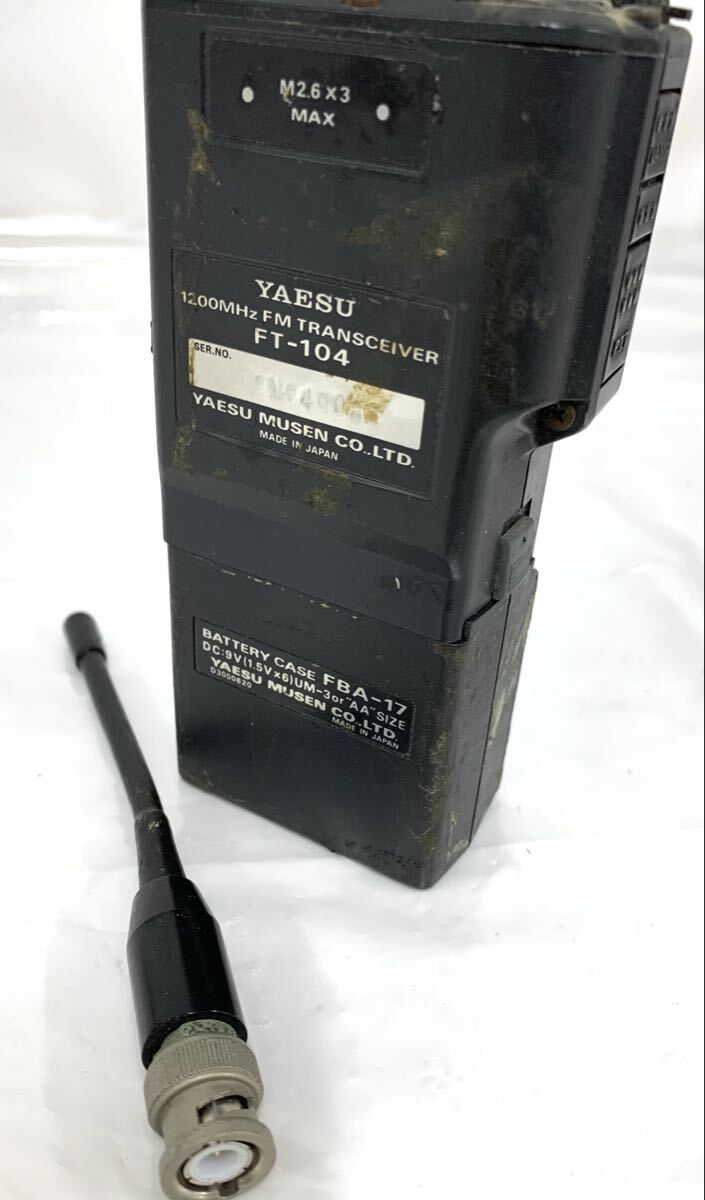 M2.6 x 3
MAX
YAESU
1200MHz FM TRANSCEIVER
FT-104
SER.NO.
YAESU MUSEN CO.,LTD.
MADE IN JAPAN
BATTERY CASE FBA-17
DC:9V(1.5V×6)UM-3or"AA"SIZE
YAESU MUSEN CO.,LTD.
D3000620 MADE IN JAPAN